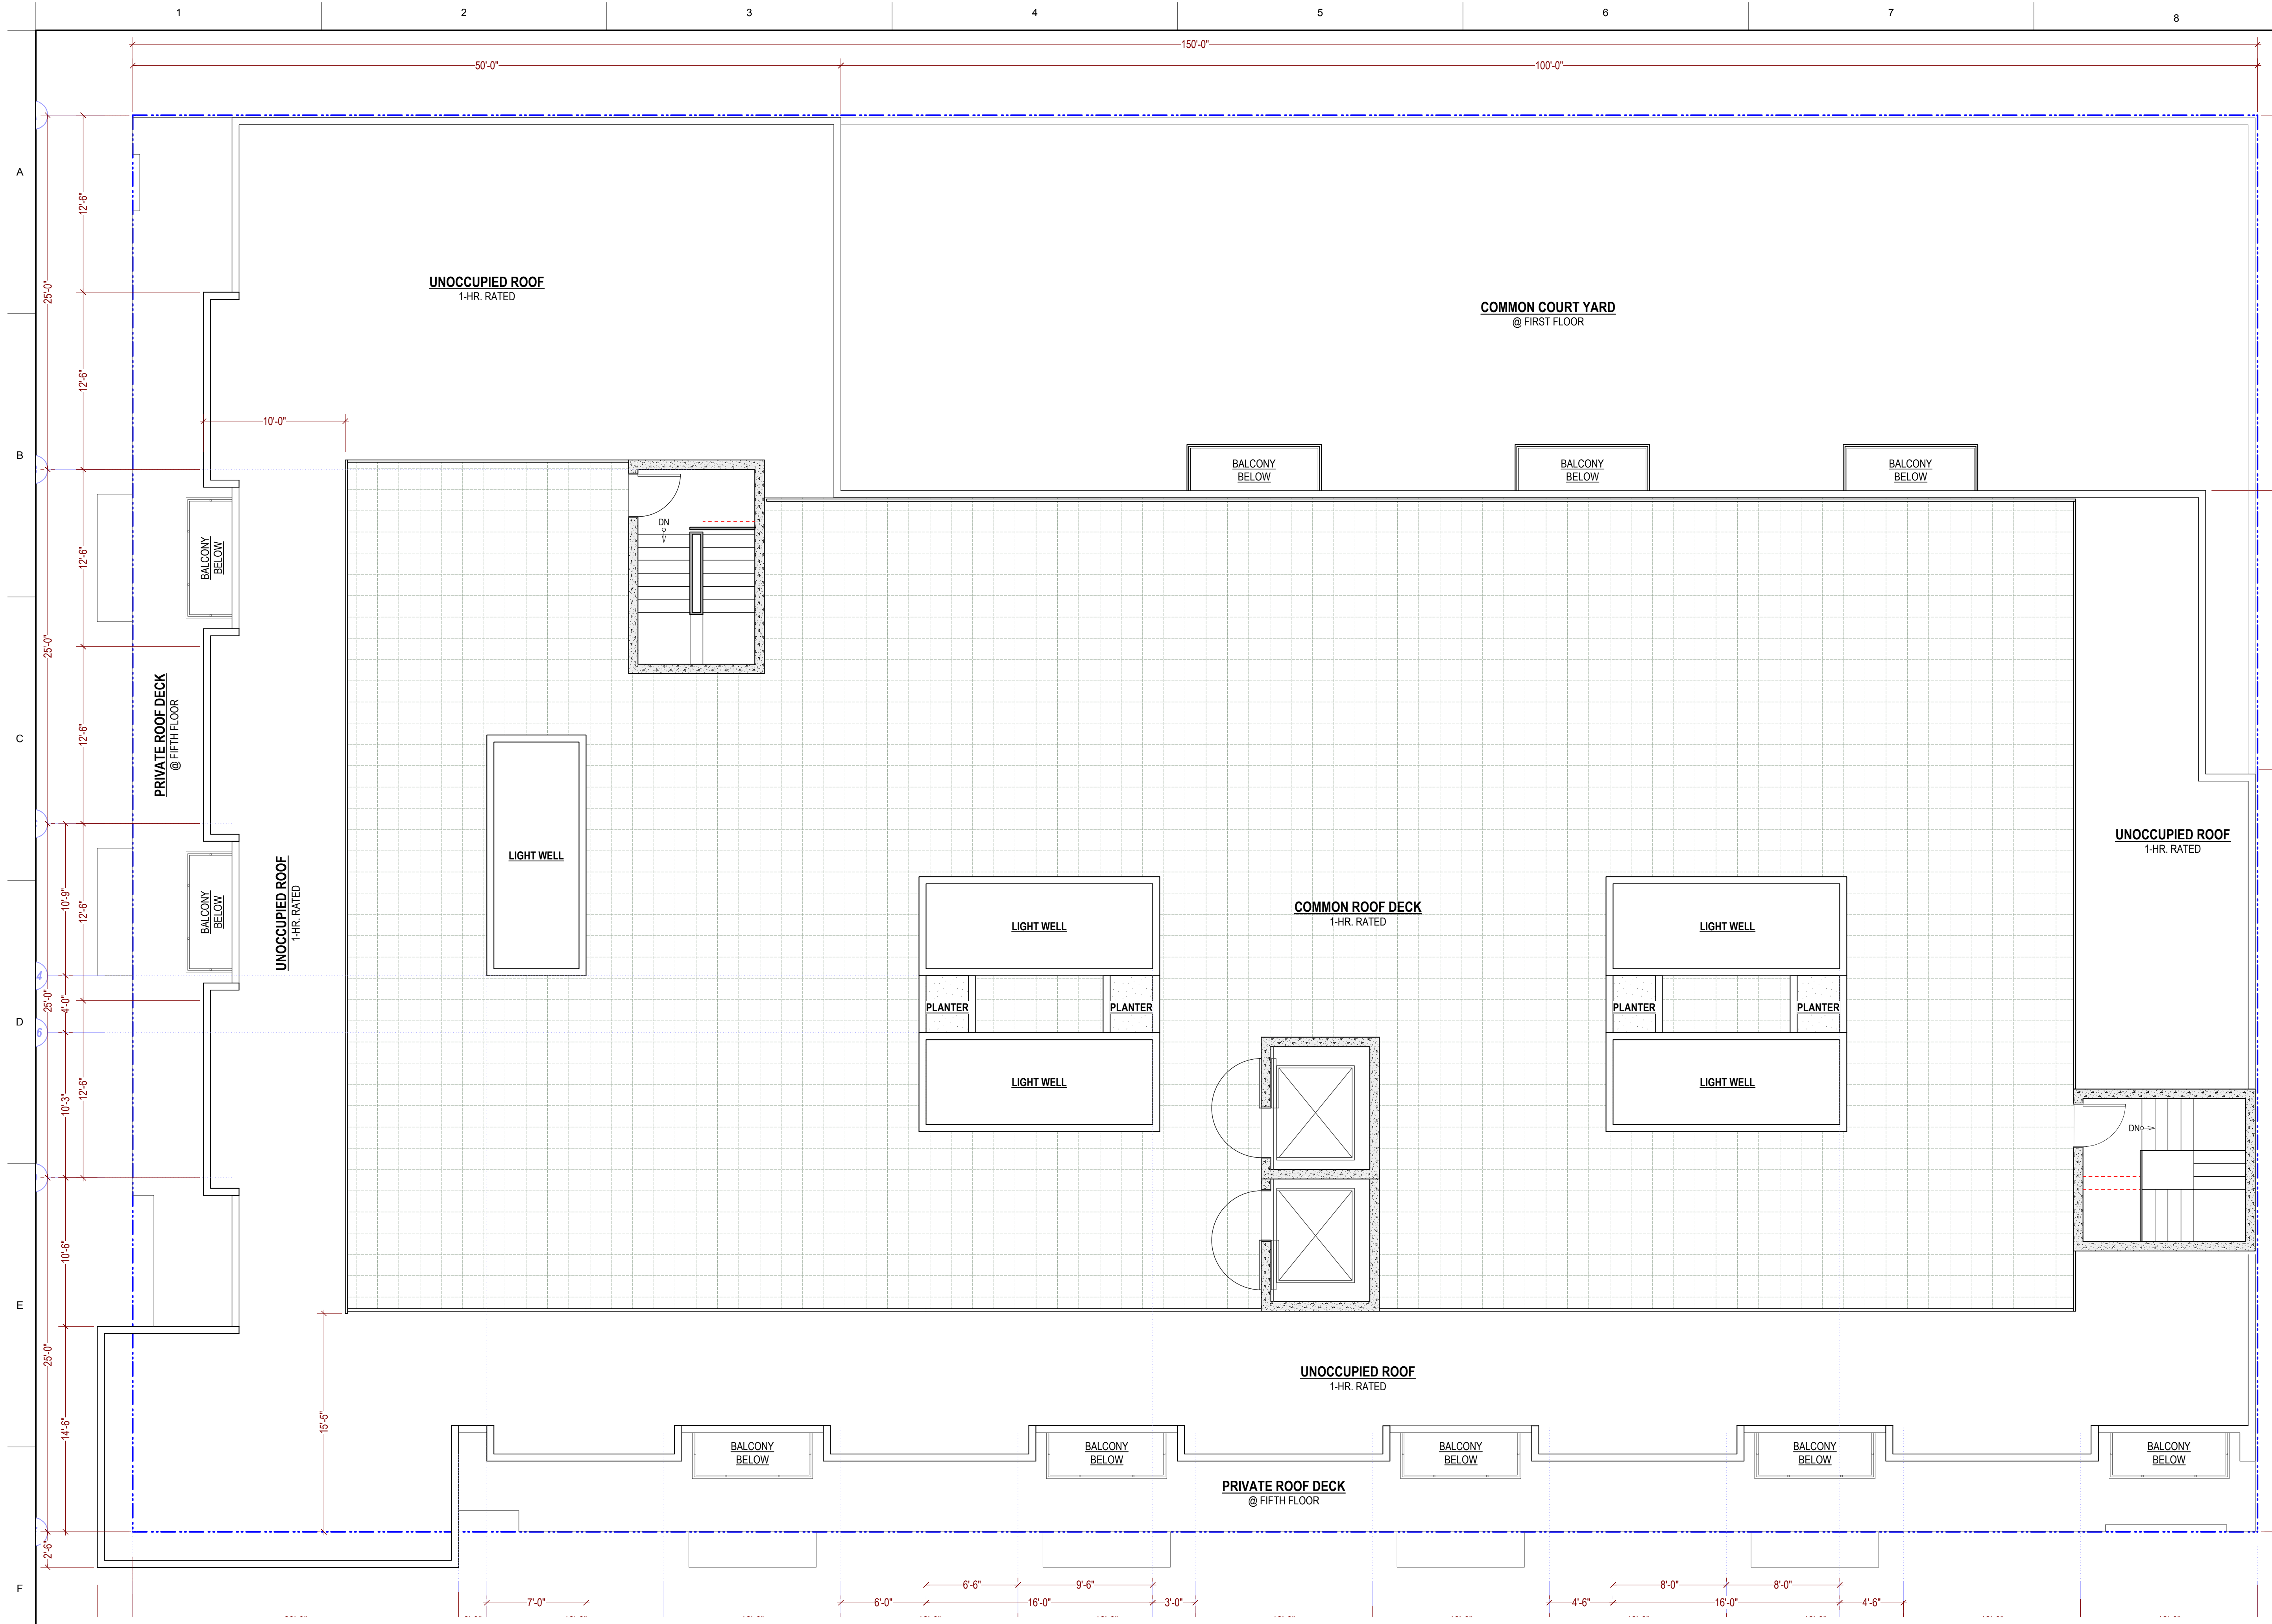 1 2 3 4 5 6 7 8
150'-0"
50'-0" 100'-0"
A
12'-6"
25'-0"
UNOCCUPIED ROOF
1-HR. RATED
COMMON COURT YARD
@ FIRST FLOOR
12'-6"
10'-0"
B
BALCONY
BELOW
BALCONY
BELOW
BALCONY
BELOW
DN
12'-6"
BALCONY
BELOW
25'-0"
C
12'-6"
PRIVATE ROOF DECK
@ FIFTH FLOOR
UNOCCUPIED ROOF
1-HR. RATED
LIGHT WELL
10'-9"
12'-6"
BALCONY
BELOW
UNOCCUPIED ROOF
1-HR. RATED
COMMON ROOF DECK
1-HR. RATED
LIGHT WELL
LIGHT WELL
4
25'-0"
4'-0"
PLANTER PLANTER
PLANTER PLANTER
D
6
LIGHT WELL
LIGHT WELL
12'-6"
10'-3"
DN
10'-6"
E
25'-0"
UNOCCUPIED ROOF
1-HR. RATED
14'-6"
15'-5"
BALCONY
BELOW
BALCONY
BELOW
BALCONY
BELOW
BALCONY
BELOW
BALCONY
BELOW
PRIVATE ROOF DECK
@ FIFTH FLOOR
2'-6"
F
6'-6" 9'-6" 8'-0" 8'-0"
7'-0" 6'-0" 16'-0" 3'-0" 4'-6" 16'-0" 4'-6"